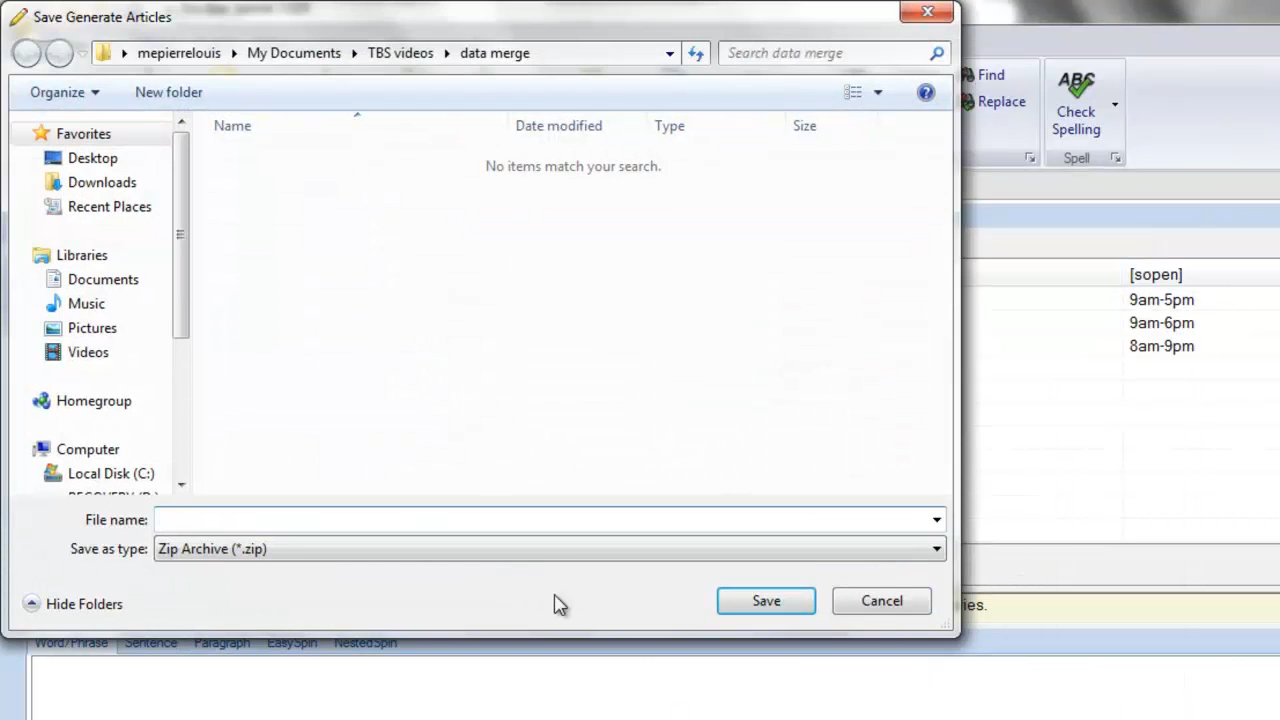 Save Generate Articles
mepierrelouis My Documents TBS videos data merge
Search data merge
Organize New folder
Name Date modified Type Size
No items match your search.
Favorites
Desktop
Downloads
Recent Places
Libraries
Documents
Music
Pictures
Videos
Homegroup
Computer
Local Disk (C:)
File name:
Save as type: Zip Archive (*.zip)
Hide Folders
Save Cancel
Find
Replace
ABC
Check
Spelling
Spell
[sopen]
9am-5pm
9am-6pm
8am-9pm
ies.
Word/Phrase Sentence Paragraph EasySpin NestedSpin